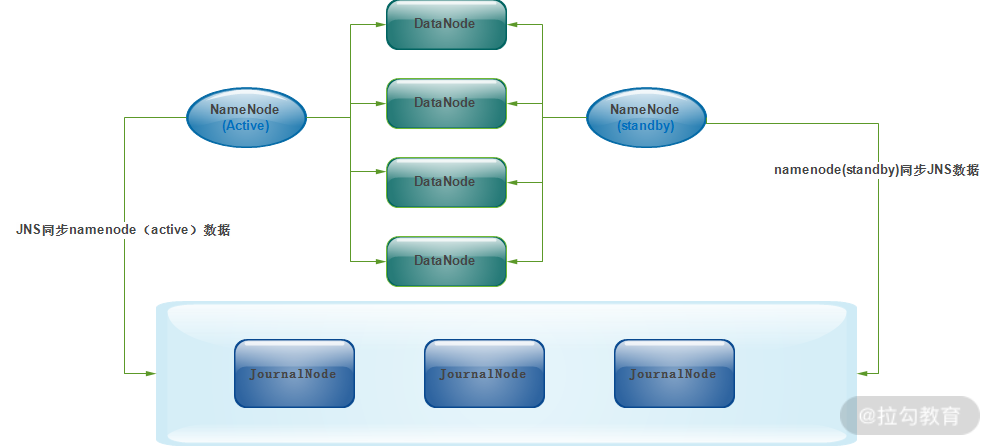 DataNode
DataNode
NameNode
(Active)
NameNode
(standby)
namenode(standby)同步JNS数据
DataNode
JNS同步namenode（active）数据
DataNode
JournalNode
JournalNode
JournalNode
@拉勾教育